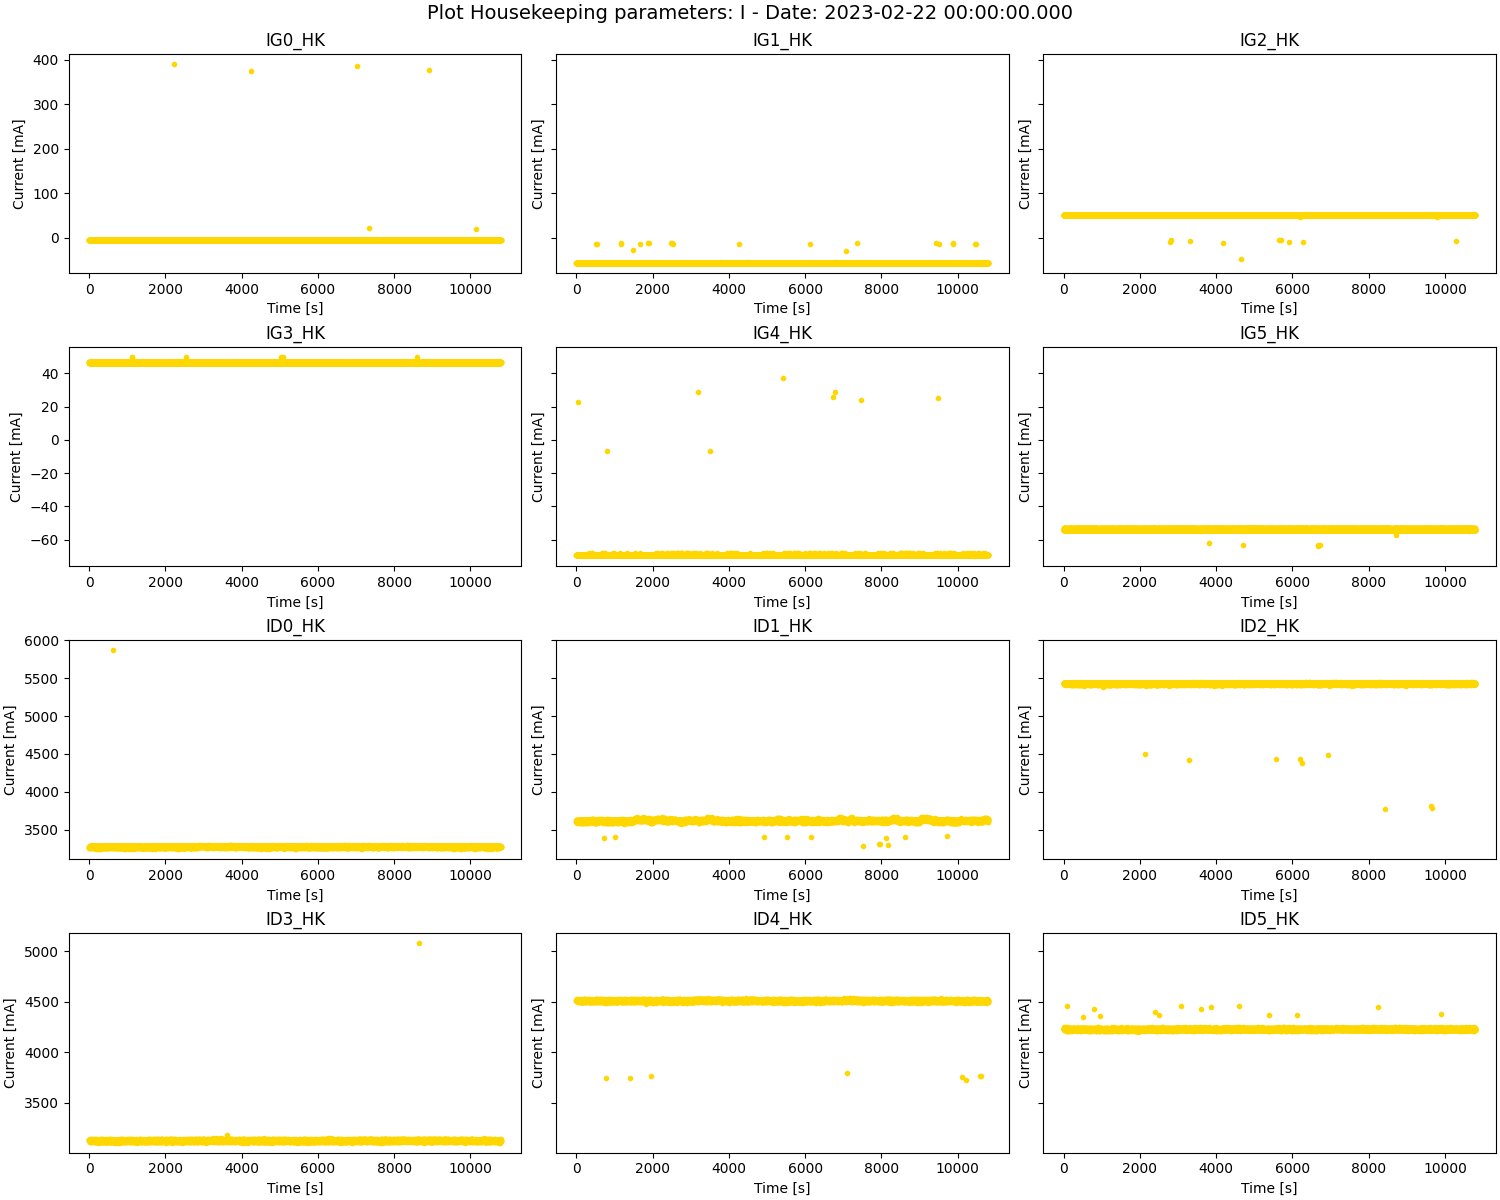 Plot Housekeeping parameters: I - Date: 2023-02-22 00:00:00.000
IG0_HK
IG1_HK
IG2_HK
400
300
200
100
0
Current [mA]
Current [mA]
Current [mA]
0 2000 4000 6000 8000 10000
0 2000 4000 6000 8000 10000
0 2000 4000 6000 8000 10000
Time [s]
Time [s]
Time [s]
IG3_HK
IG4_HK
IG5_HK
40
20
0
−20
−40
−60
Current [mA]
Current [mA]
Current [mA]
0 2000 4000 6000 8000 10000
0 2000 4000 6000 8000 10000
0 2000 4000 6000 8000 10000
Time [s]
Time [s]
Time [s]
ID0_HK
ID1_HK
ID2_HK
6000
5500
5000
4500
4000
3500
Current [mA]
Current [mA]
Current [mA]
0 2000 4000 6000 8000 10000
0 2000 4000 6000 8000 10000
0 2000 4000 6000 8000 10000
Time [s]
Time [s]
Time [s]
ID3_HK
ID4_HK
ID5_HK
5000
4500
4000
3500
Current [mA]
Current [mA]
Current [mA]
0 2000 4000 6000 8000 10000
0 2000 4000 6000 8000 10000
0 2000 4000 6000 8000 10000
Time [s]
Time [s]
Time [s]